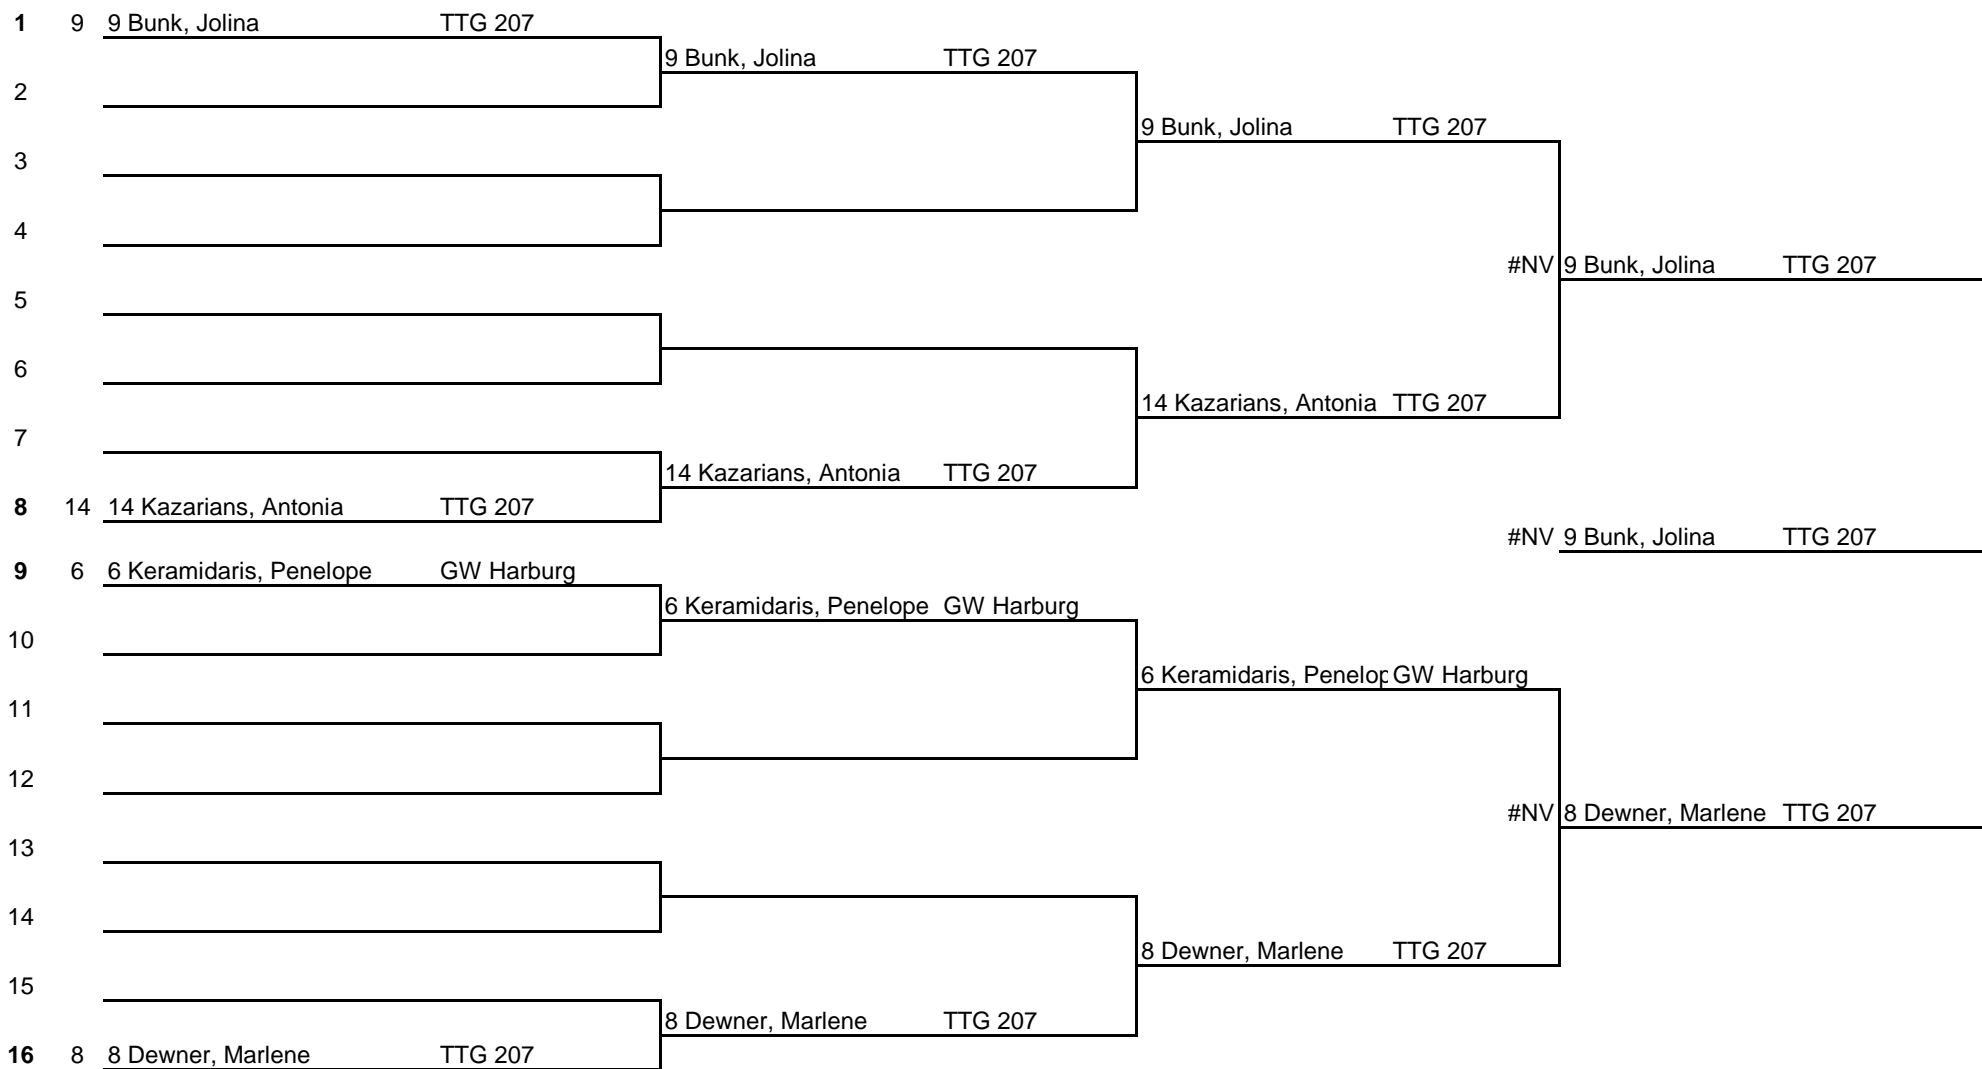 1 9 9 Bunk, Jolina TTG 207
9 Bunk, Jolina TTG 207
2
9 Bunk, Jolina TTG 207
3
4
#NV 9 Bunk, Jolina TTG 207
5
6
14 Kazarians, Antonia TTG 207
7
14 Kazarians, Antonia TTG 207
8 14 14 Kazarians, Antonia TTG 207
#NV 9 Bunk, Jolina TTG 207
9 6 6 Keramidaris, Penelope GW Harburg
6 Keramidaris, Penelope GW Harburg
10
6 Keramidaris, Penelop GW Harburg
11
12
#NV 8 Dewner, Marlene TTG 207
13
14
8 Dewner, Marlene TTG 207
15
8 Dewner, Marlene TTG 207
16 8 8 Dewner, Marlene TTG 207